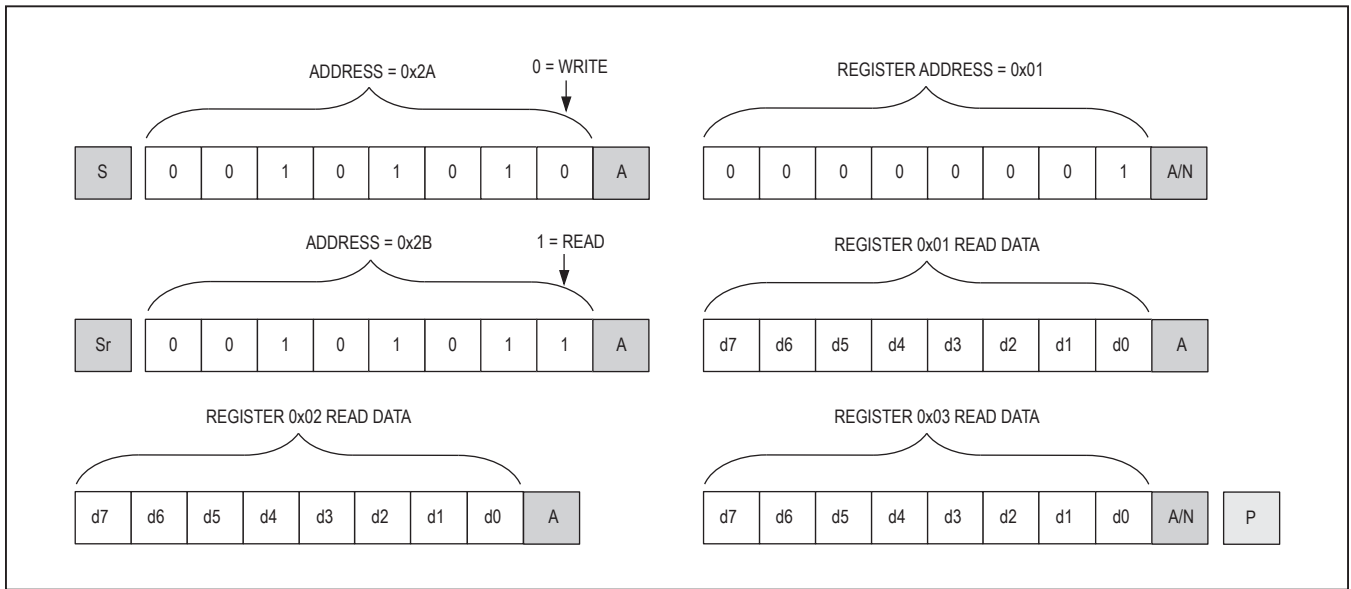 ADDRESS = 0x2A 0 = WRITE REGISTER ADDRESS = 0x01
S 0 0 1 0 1 0 1 0 A 0 0 0 0 0 0 0 1 A/N
ADDRESS = 0x2B 1 = READ REGISTER 0x01 READ DATA
Sr 0 0 1 0 1 0 1 1 A d7 d6 d5 d4 d3 d2 d1 d0 A
REGISTER 0x02 READ DATA REGISTER 0x03 READ DATA
d7 d6 d5 d4 d3 d2 d1 d0 A d7 d6 d5 d4 d3 d2 d1 d0 A/N P